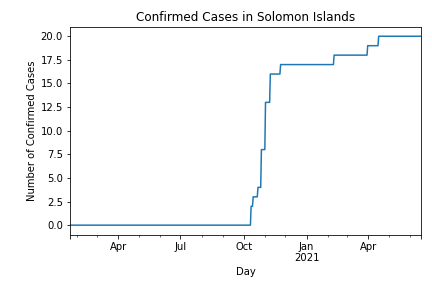 Confirmed Cases in Solomon Islands
20.0
17.5
15.0
12.5
10.0
7.5
5.0
2.5
0.0
Number of Confirmed Cases
Apr Jul Oct Jan Apr
2021
Day